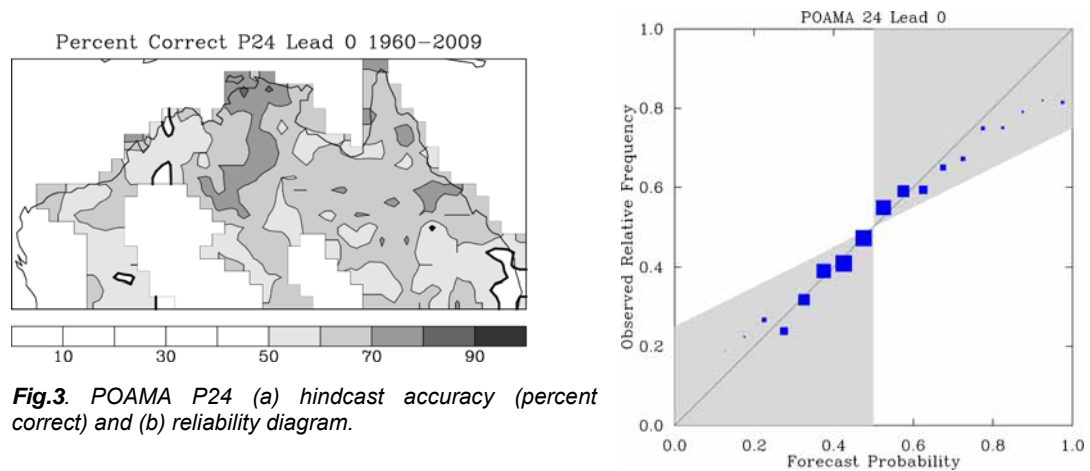 Percent Correct P24 Lead 0 1960−2009
10 30 50 70 90
Fig.3. POAMA P24 (a) hindcast accuracy (percent
correct) and (b) reliability diagram.
POAMA 24 Lead 0
Observed Relative Frequency
1.0
0.8
0.6
0.4
0.2
0.0
0.0 0.2 0.4 0.6 0.8 1.0
Forecast Probability